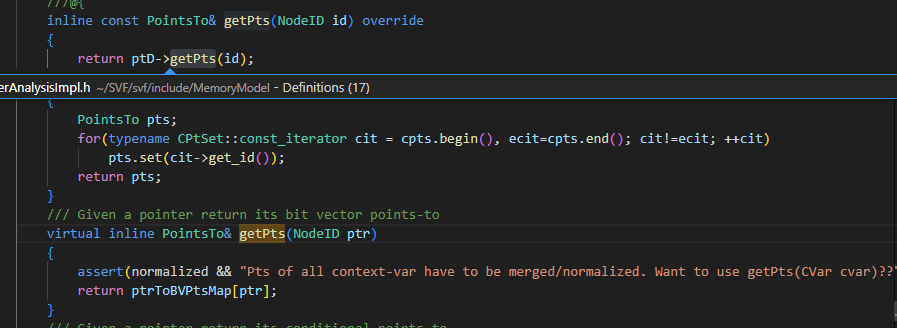 ///@{
inline const PointsTo& getPts(NodeID id) override
{
return ptD->getPts(id);
erAnalysisImpl.h ~/SVF/svf/include/MemoryModel - Definitions (17)
{
PointsTo pts;
for(typename CPtSet::const_iterator cit = cpts.begin(), ecit=cpts.end(); cit!=ecit; ++cit)
pts.set(cit->get_id());
return pts;
}
/// Given a pointer return its bit vector points-to
virtual inline PointsTo& getPts(NodeID ptr)
{
assert(normalized && "Pts of all context-var have to be merged/normalized. Want to use getPts(CVar cvar)??"
return ptrToBVPtsMap[ptr];
}
/// Given a pointer return its conditional points-to